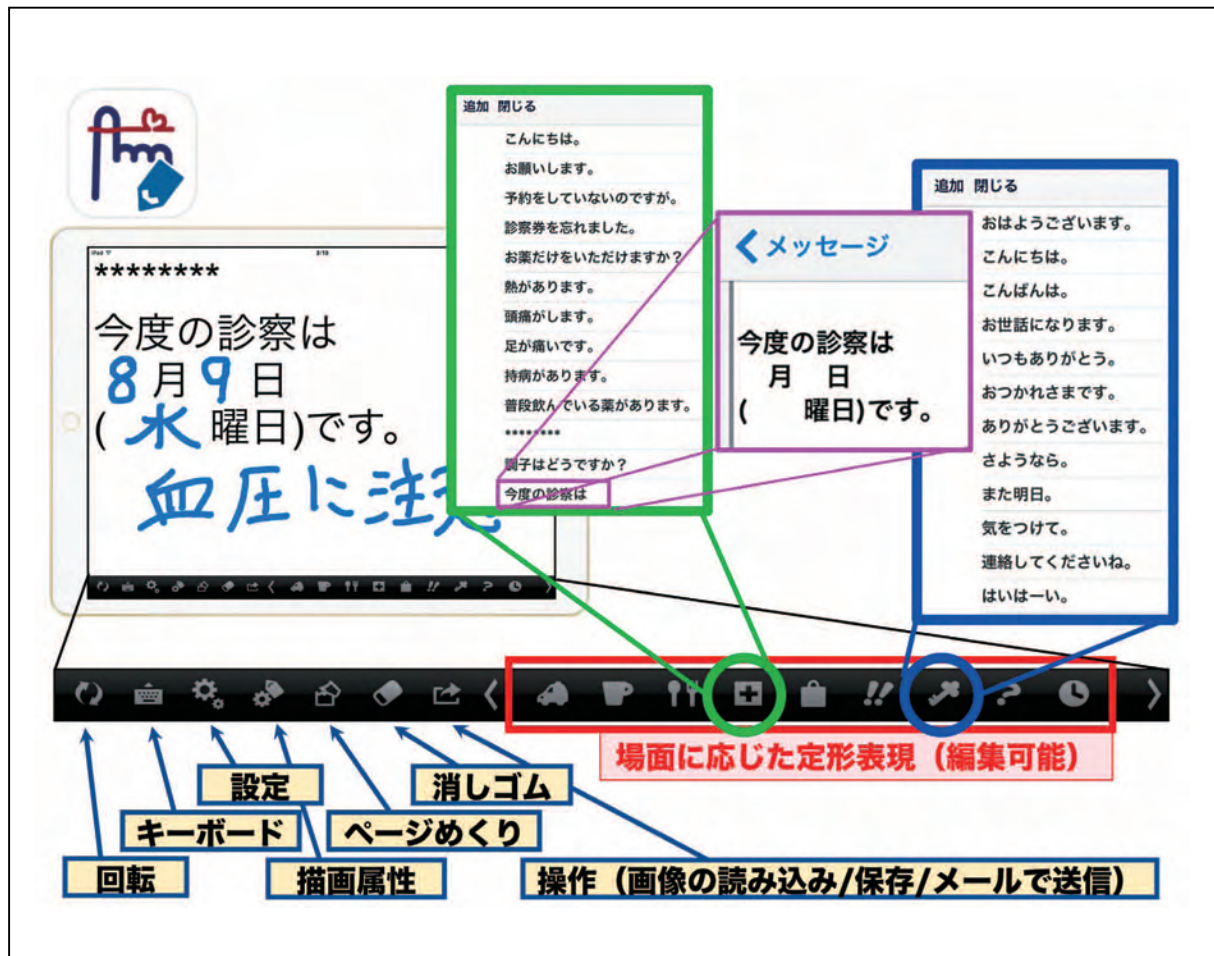 追加 閉じる
こんにちは。
お願いします。
予約をしていないのですが。
診察券を忘れました。
お薬だけをいただけますか？
熱があります。
頭痛がします。
足が痛いです。
持病があります。
普段飲んでいる薬があります。
********
調子はどうですか？
今度の診察は
メッセージ
今度の診察は
月 日
( 曜日)です。
追加 閉じる
おはようございます。
こんにちは。
こんばんは。
お世話になります。
いつもありがとう。
おつかれさまです。
ありがとうございます。
さようなら。
また明日。
気をつけて。
連絡してくださいね。
はいはーい。
iPad
********
今度の診察は
8月9日
(水曜日)です。
血圧に注
場面に応じた定形表現（編集可能）
設定
消しゴム
キーボード
ページめくり
回転
描画属性
操作（画像の読み込み/保存/メールで送信）